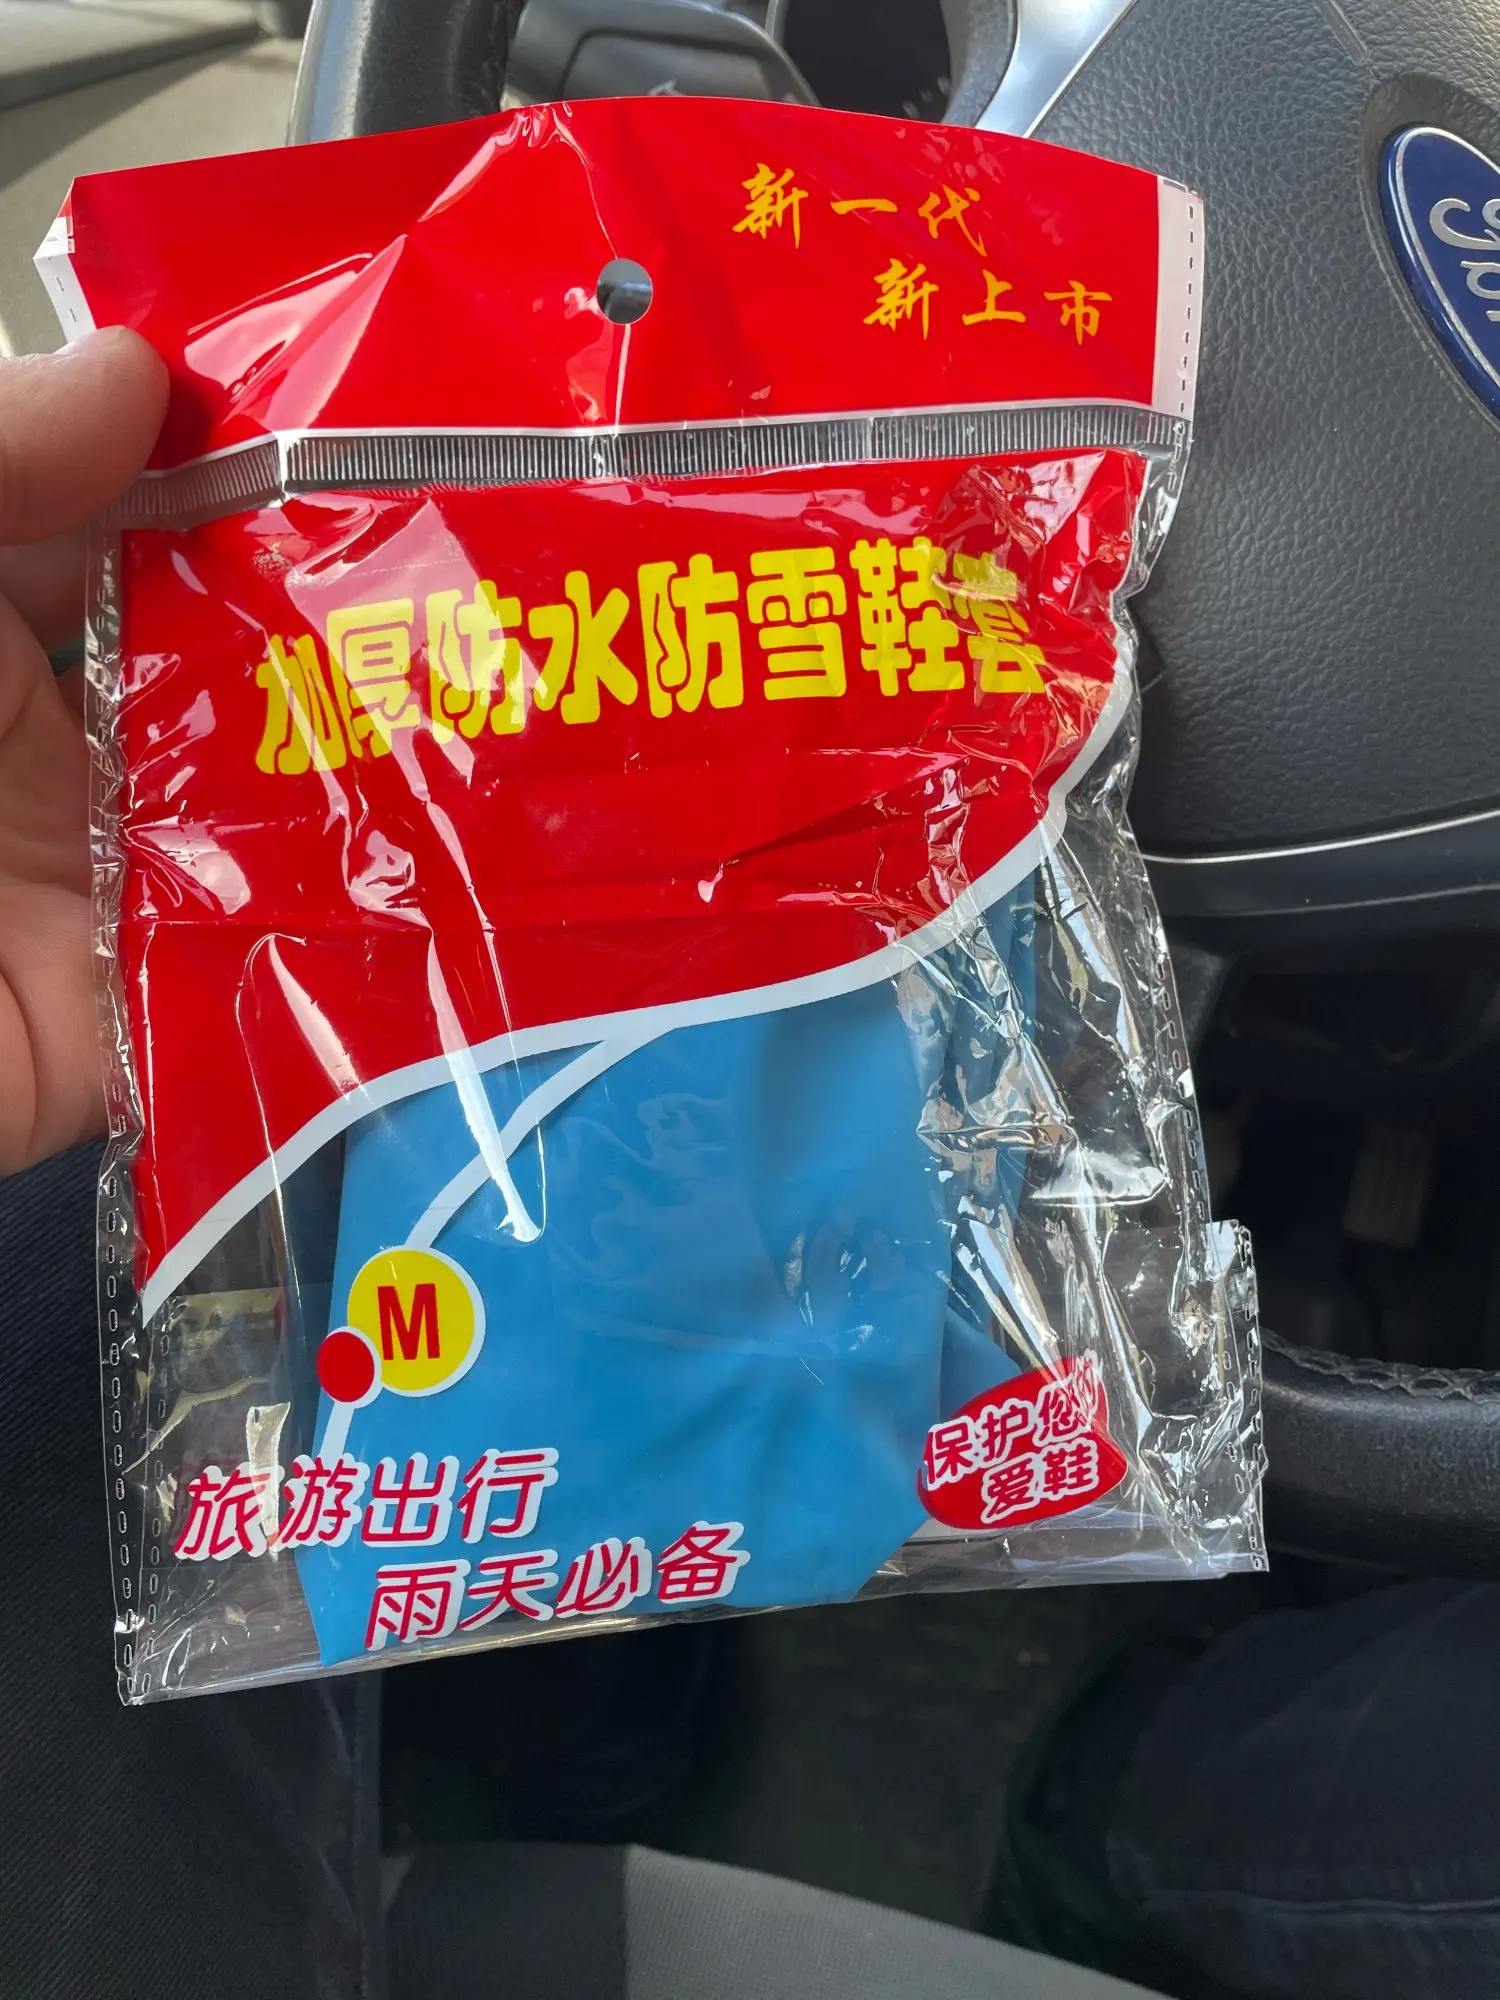 新一代
新上市
加厚防水防雪鞋套
M
保护您的
爱鞋
旅游出行
雨天必备